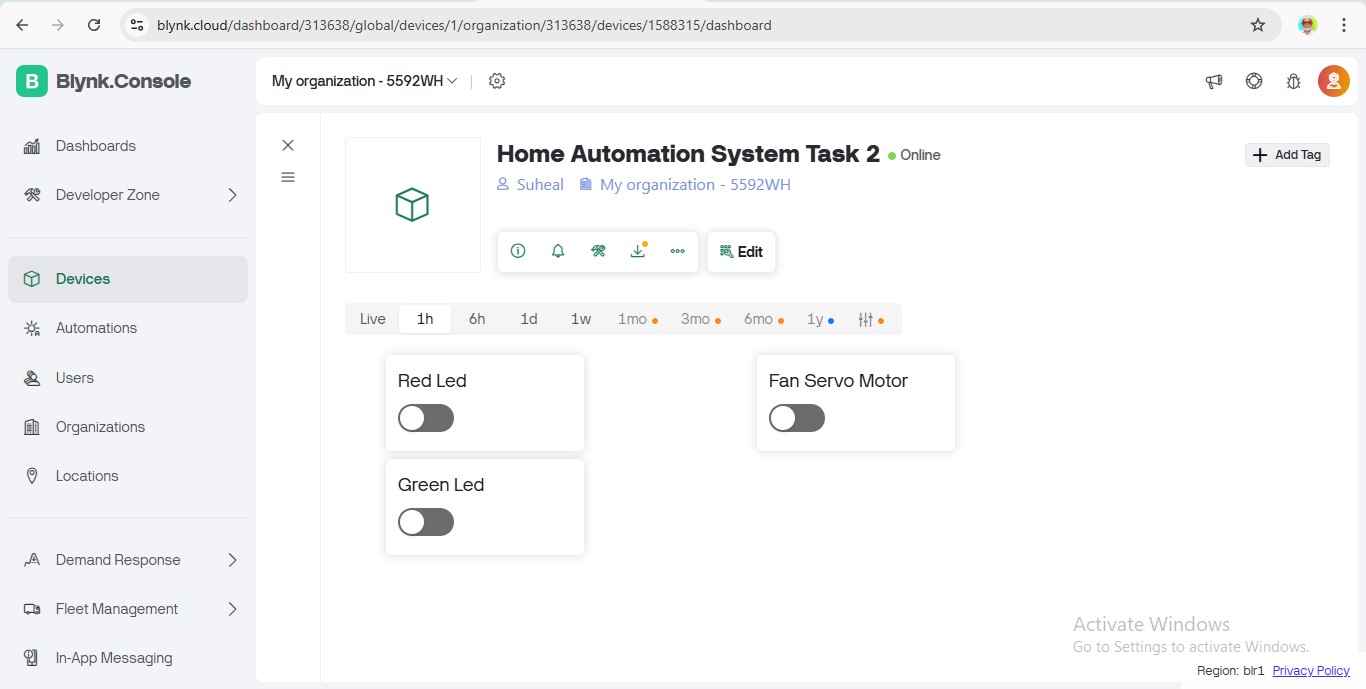 blynk.cloud/dashboard/313638/global/devices/1/organization/313638/devices/1588315/dashboard
B Blynk.Console
My organization - 5592WH
Dashboards
Developer Zone
Devices
Automations
Users
Organizations
Locations
Demand Response
Fleet Management
In-App Messaging
Home Automation System Task 2 Online
Add Tag
Suheal My organization - 5592WH
Edit
Live 1h 6h 1d 1w 1mo 3mo 6mo 1y
Red Led
Fan Servo Motor
Green Led
Activate Windows
Go to Settings to activate Windows.
Region: blr1 Privacy Policy